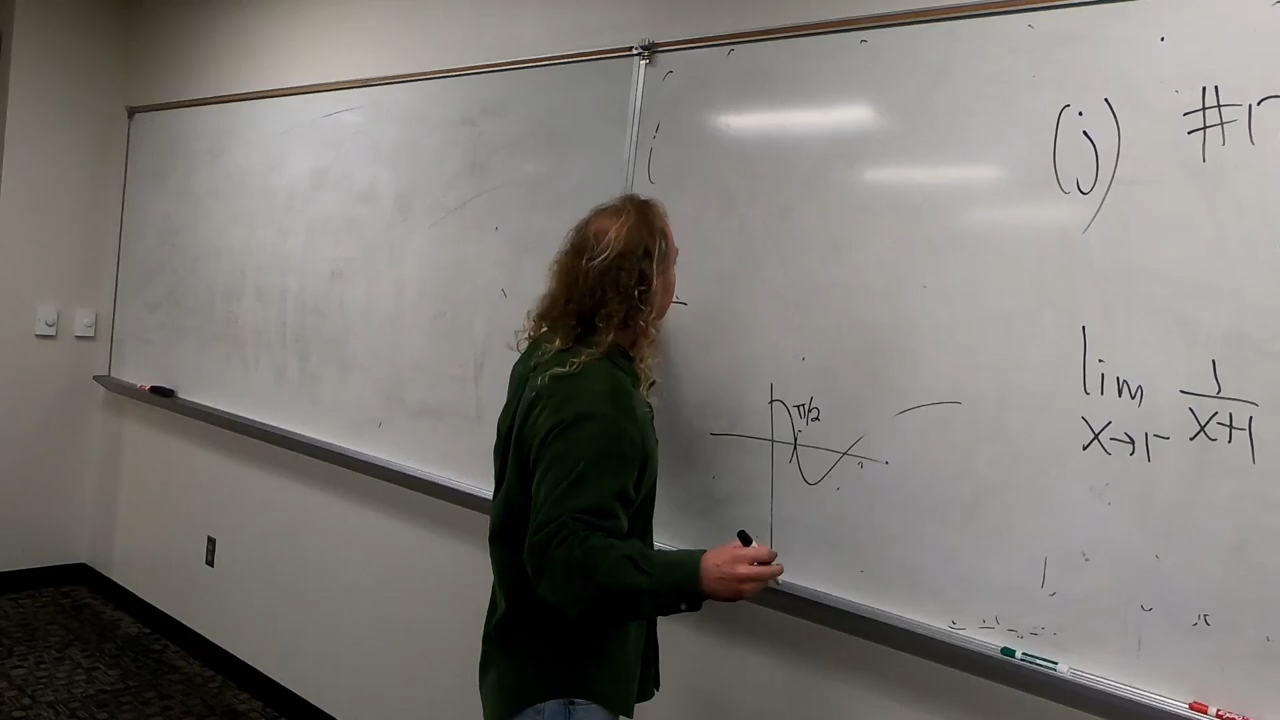 (j) #1
π/2
lim 1/(x+1)
x→1-